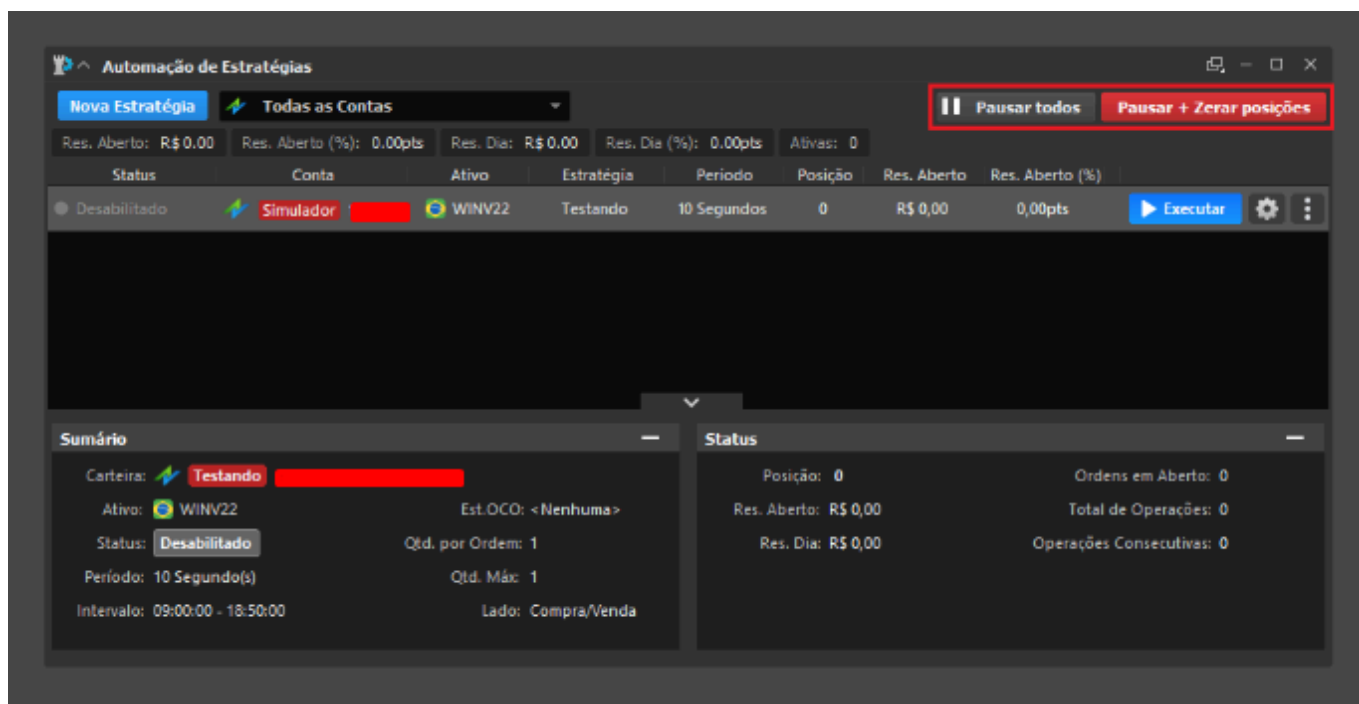 Automação de Estratégias
Nova Estratégia Todas as Contas Pausar todos Pausar + Zerar posições
Res. Aberto: R$0.00 Res. Aberto (%): 0.00pts Res. Dia: R$0.00 Res. Dia (%): 0.00pts Ativas: 0
Status Conta Ativo Estratégia Periodo Posição Res. Aberto Res. Aberto (%)
Desabilitado Simulador WINV22 Testando 10 Segundos 0 R$ 0,00 0,00pts Executar
Sumário
Carteira: Testando
Ativo: WINV22 Est.OCO: <Nenhuma>
Status: Desabilitado Qtd. por Ordem: 1
Período: 10 Segundo(s) Qtd. Máx: 1
Intervalo: 09:00:00 - 18:50:00 Lado: Compra/Venda
Status
Posição: 0 Ordens em Aberto: 0
Res. Aberto: R$ 0,00 Total de Operações: 0
Res. Dia: R$ 0,00 Operações Consecutivas: 0